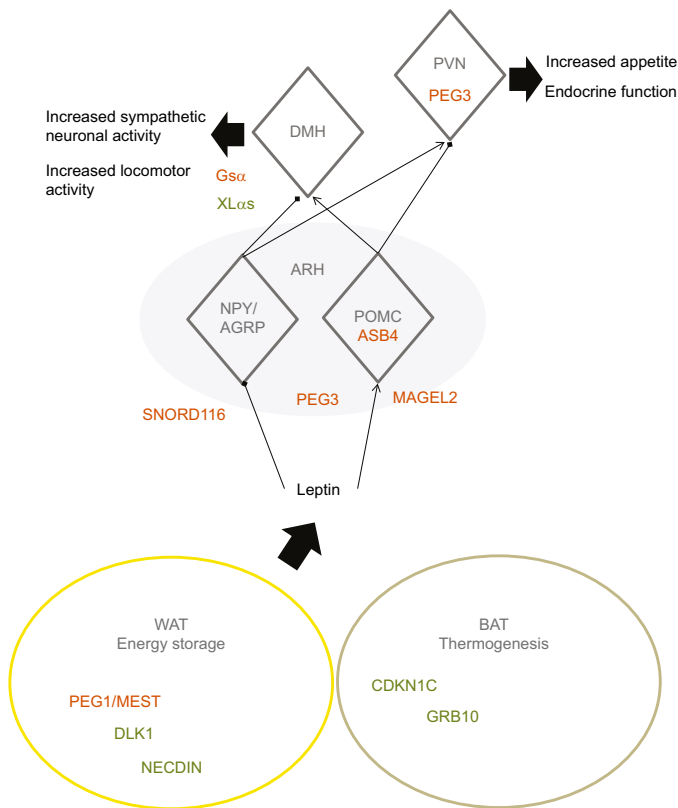 PVN
PEG3
Increased appetite
Endocrine function
Increased sympathetic
neuronal activity
Increased locomotor
activity
DMH
Gsα
XLαs
ARH
NPY/
AGRP
POMC
ASB4
SNORD116
PEG3
MAGEL2
Leptin
WAT
Energy storage
PEG1/MEST
DLK1
NECDIN
BAT
Thermogenesis
CDKN1C
GRB10